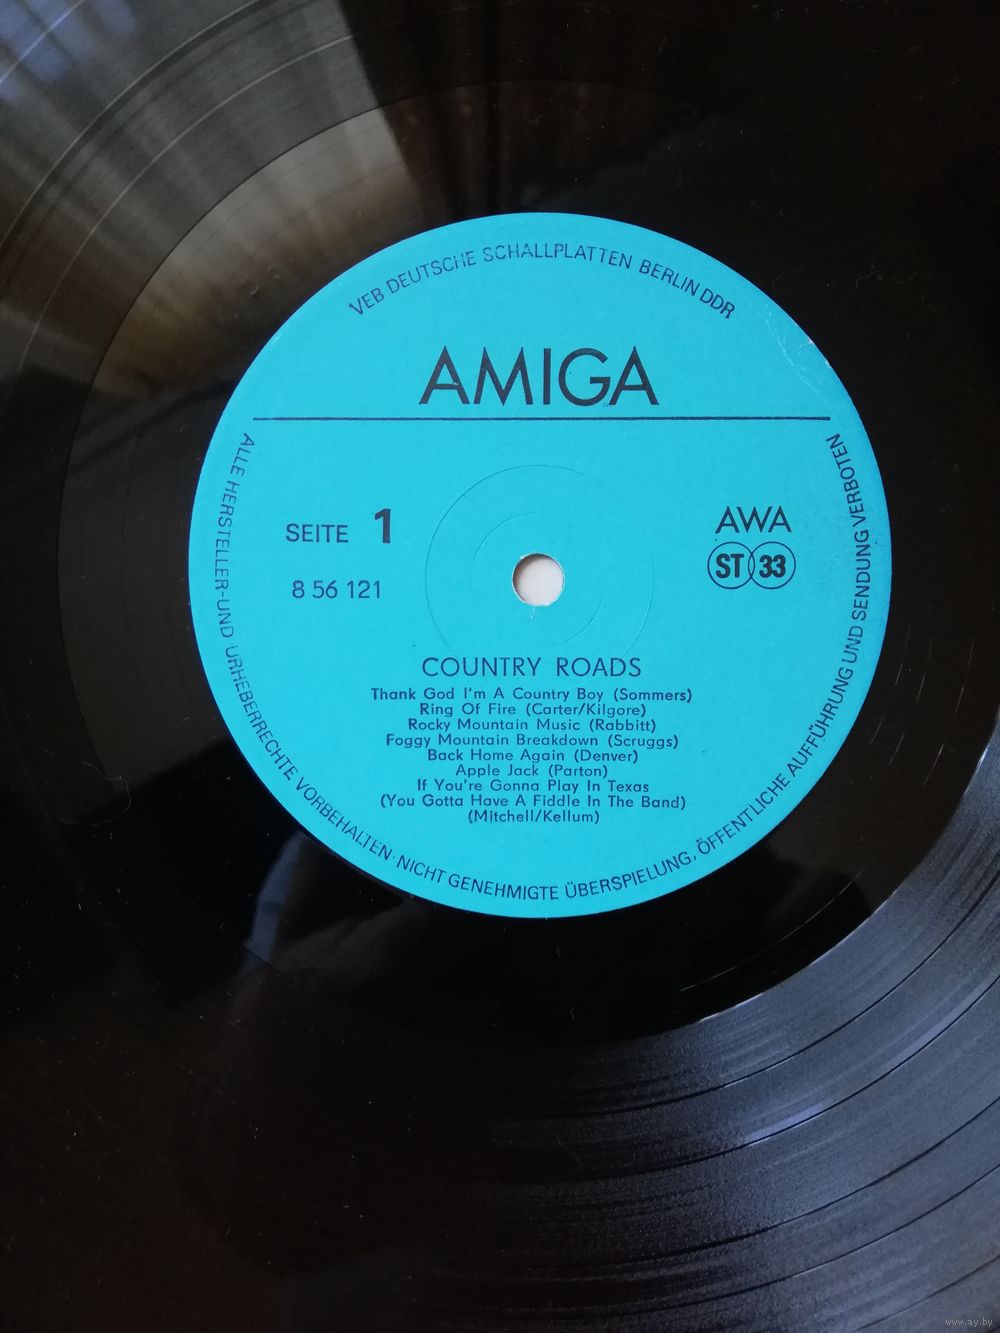 VEB DEUTSCHE SCHALLPLATTEN BERLIN DDR
AMIGA
SEITE 1
8 56 121
AWA
ST 33
COUNTRY ROADS
Thank God I'm A Country Boy (Sommers)
Ring Of Fire (Carter/Kilgore)
Rocky Mountain Music (Rabbitt)
Foggy Mountain Breakdown (Scruggs)
Back Home Again (Denver)
Apple Jack (Parton)
If You're Gonna Play In Texas
(You Gotta Have A Fiddle In The Band)
(Mitchell/Kellum)
ALLE HERSTELLER-UND URHEBERRECHTE VORBEHALTEN · NICHT GENEHMIGTE ÜBERSPIELUNG, ÖFFENTLICHE AUFFÜHRUNG UND SENDUNG VERBOTEN
www.ay.by